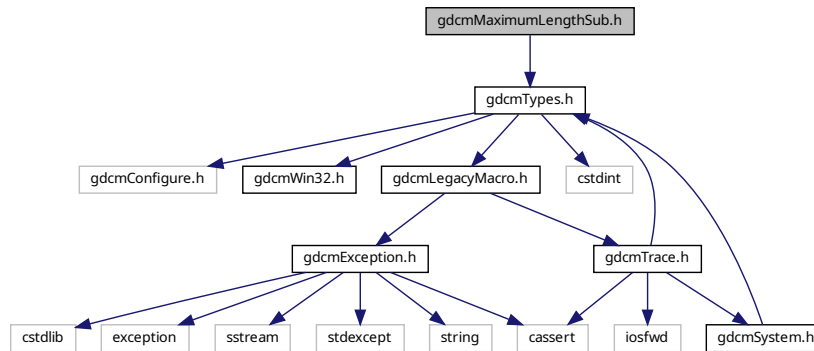 gdcmMaximumLengthSub.h
gdcmTypes.h
gdcmConfigure.h
gdcmWin32.h
gdcmLegacyMacro.h
cstdint
gdcmException.h
gdcmTrace.h
cstdlib
exception
sstream
stdexcept
string
cassert
iosfwd
gdcmSystem.h